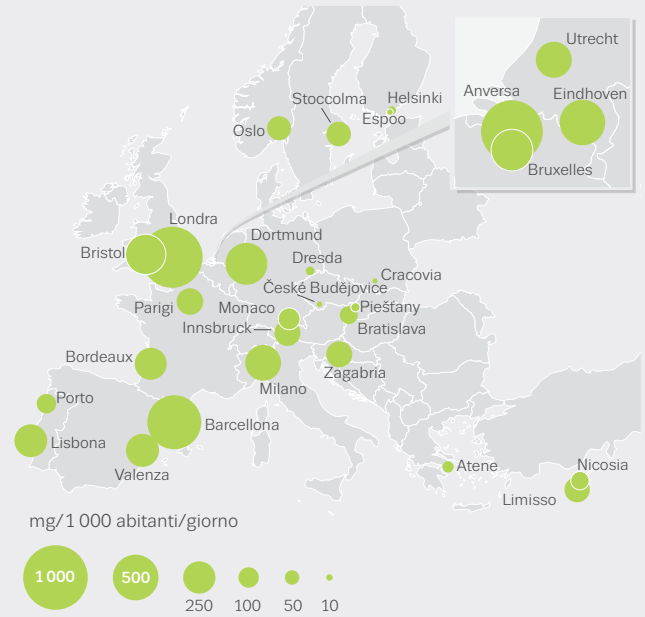 Utrecht
Anversa
Eindhoven
Bruxelles
Stoccolma
Helsinki
Espoo
Oslo
Londra
Bristol
Dortmund
Dresda
Cracovia
České Budějovice
Parigi
Monaco
Piešťany
Innsbruck
Bratislava
Bordeaux
Zagabria
Milano
Porto
Barcellona
Lisbona
Valenza
Atene
Nicosia
Limisso
mg/1 000 abitanti/giorno
1 000
500
250
100
50
10